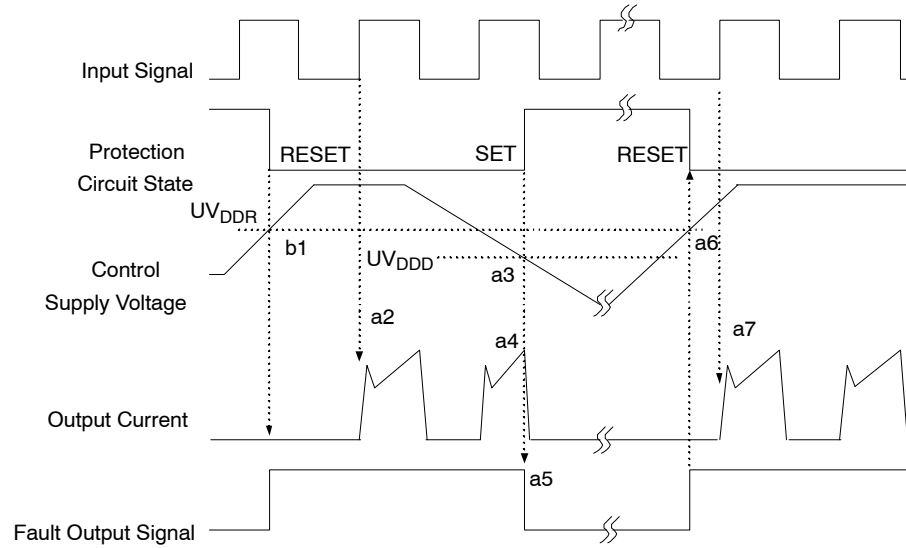 Input Signal
Protection
Circuit State
RESET
SET
RESET
UVDDR
b1
a6
UVDDD
a3
Control
Supply Voltage
a2
a4
a7
Output Current
a5
Fault Output Signal